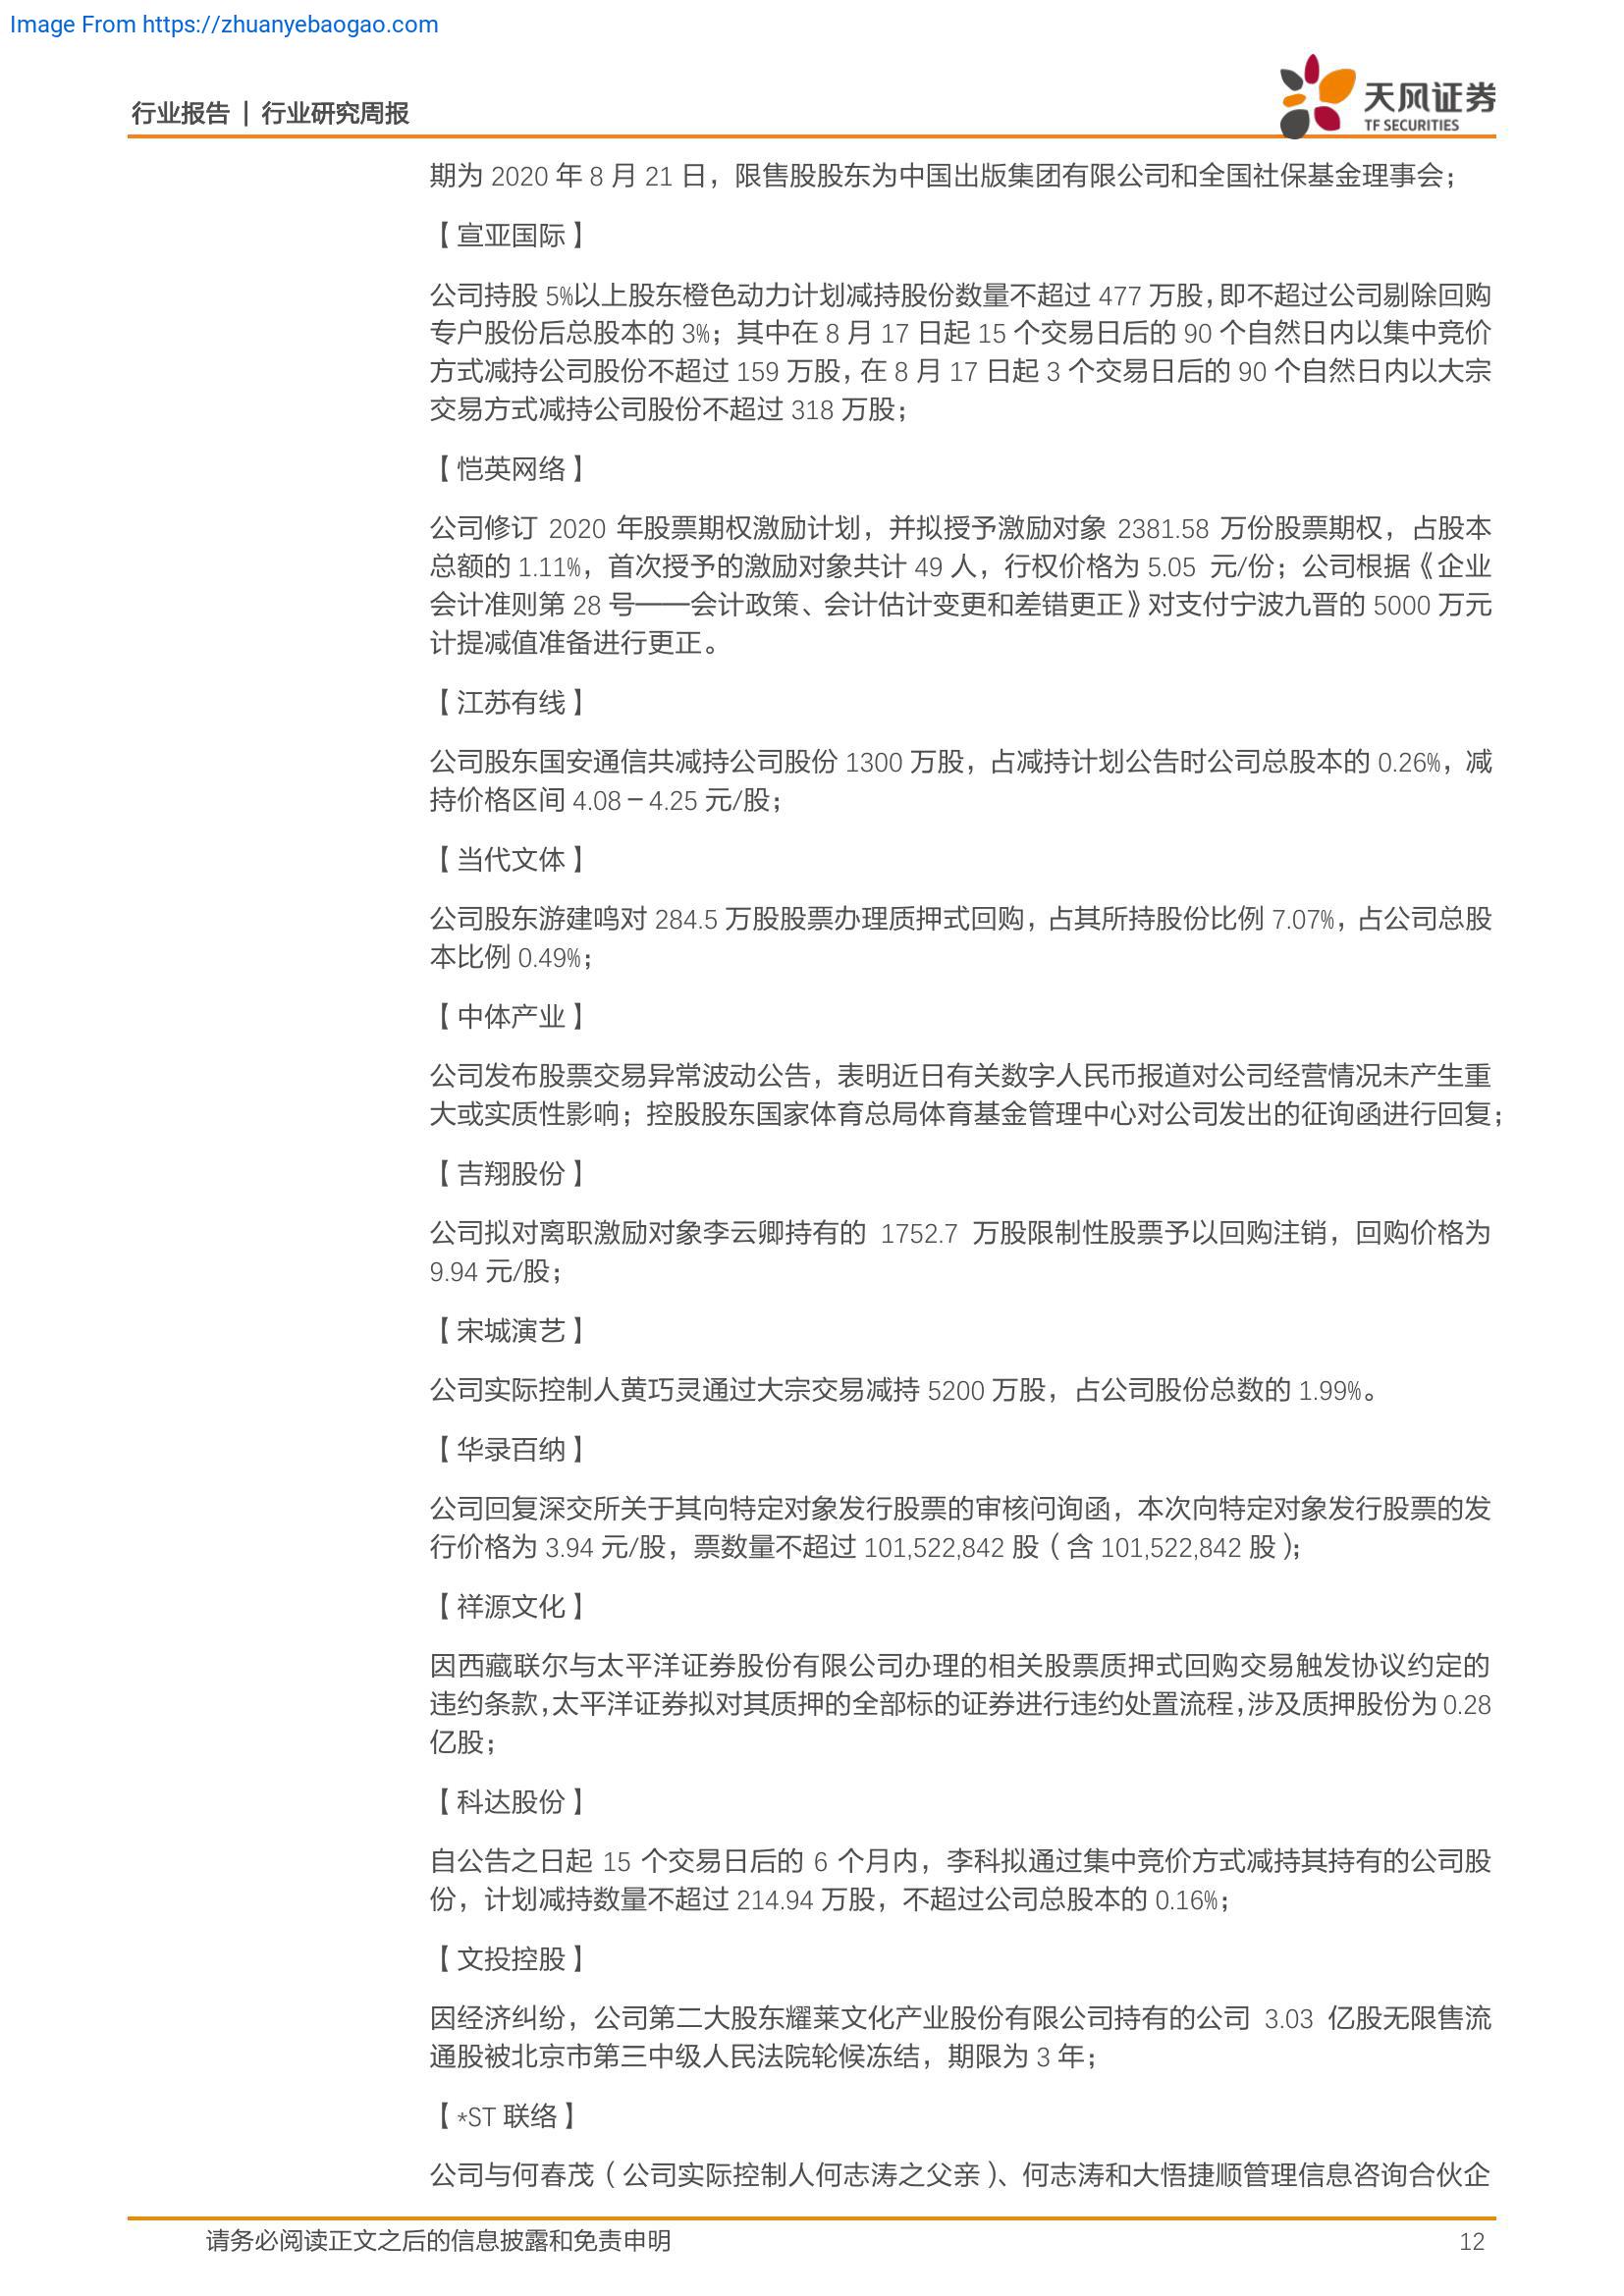 Image From https://zhuanyebaogao.com
行业报告 | 行业研究周报
天风证券
TF SECURITIES
期为 2020 年 8 月 21 日，限售股股东为中国出版集团有限公司和全国社保基金理事会；
【宣亚国际】
公司持股 5%以上股东橙色动力计划减持股份数量不超过 477 万股，即不超过公司剔除回购
专户股份后总股本的 3%；其中在 8 月 17 日起 15 个交易日后的 90 个自然日内以集中竞价
方式减持公司股份不超过 159 万股，在 8 月 17 日起 3 个交易日后的 90 个自然日内以大宗
交易方式减持公司股份不超过 318 万股；
【恺英网络】
公司修订 2020 年股票期权激励计划，并拟授予激励对象 2381.58 万份股票期权，占股本
总额的 1.11%，首次授予的激励对象共计 49 人，行权价格为 5.05 元/份；公司根据《企业
会计准则第 28 号——会计政策、会计估计变更和差错更正》对支付宁波九晋的 5000 万元
计提减值准备进行更正。
【江苏有线】
公司股东国安通信共减持公司股份 1300 万股，占减持计划公告时公司总股本的 0.26%，减
持价格区间 4.08－4.25 元/股；
【当代文体】
公司股东游建鸣对 284.5 万股股票办理质押式回购，占其所持股份比例 7.07%，占公司总股
本比例 0.49%；
【中体产业】
公司发布股票交易异常波动公告，表明近日有关数字人民币报道对公司经营情况未产生重
大或实质性影响；控股股东国家体育总局体育基金管理中心对公司发出的征询函进行回复；
【吉翔股份】
公司拟对离职激励对象李云卿持有的 1752.7 万股限制性股票予以回购注销，回购价格为
9.94 元/股；
【宋城演艺】
公司实际控制人黄巧灵通过大宗交易减持 5200 万股，占公司股份总数的 1.99%。
【华录百纳】
公司回复深交所关于其向特定对象发行股票的审核问询函，本次向特定对象发行股票的发
行价格为 3.94 元/股，票数量不超过 101,522,842 股（含 101,522,842 股）；
【祥源文化】
因西藏联尔与太平洋证券股份有限公司办理的相关股票质押式回购交易触发协议约定的
违约条款，太平洋证券拟对其质押的全部标的证券进行违约处置流程，涉及质押股份为 0.28
亿股；
【科达股份】
自公告之日起 15 个交易日后的 6 个月内，李科拟通过集中竞价方式减持其持有的公司股
份，计划减持数量不超过 214.94 万股，不超过公司总股本的 0.16%；
【文投控股】
因经济纠纷，公司第二大股东耀莱文化产业股份有限公司持有的公司 3.03 亿股无限售流
通股被北京市第三中级人民法院轮候冻结，期限为 3 年；
【*ST 联络】
公司与何春茂（公司实际控制人何志涛之父亲）、何志涛和大悟捷顺管理信息咨询合伙企
请务必阅读正文之后的信息披露和免责申明
12